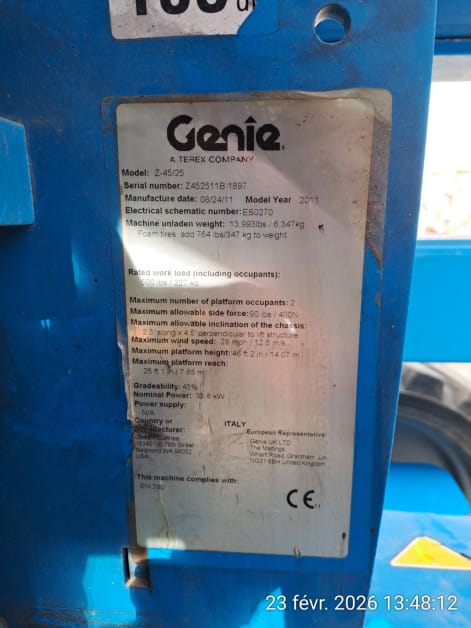 Genie
A TEREX COMPANY
Model: Z-45/25
Serial number: Z452511B-1897
Manufacture date: 08/24/11 Model Year 2011
Electrical schematic number: ES0270
Machine unladen weight: 13,993lbs / 6,347kg
Foam tires: add 764 lbs/347 kg to weight
Rated work load (including occupants):
500 lbs / 227 kg
Maximum number of platform occupants: 2
Maximum allowable side force: 90 lbs / 400N
Maximum allowable inclination of the chassis:
2.5 along x 4.5 perpendicular to lift structure
Maximum wind speed: 28 mph / 12.5 m/s
Maximum platform height: 46 ft 2 in / 14.07 m
Maximum platform reach:
25 ft 1 in / 7.65 m
Gradeability: 45%
Nominal Power: 35.8 kW
Power supply:
N/A
Country of ITALY
Manufacturer: European Representative:
Genie Industries Genie UK LTD
18340 NE 76th Street The Maltings
Redmond WA 98052 Wharf Road, Grantham, Lin
USA NG31 6BH United Kingdom
This machine complies with:
EN 280
CE
23 févr. 2026 13:48:12